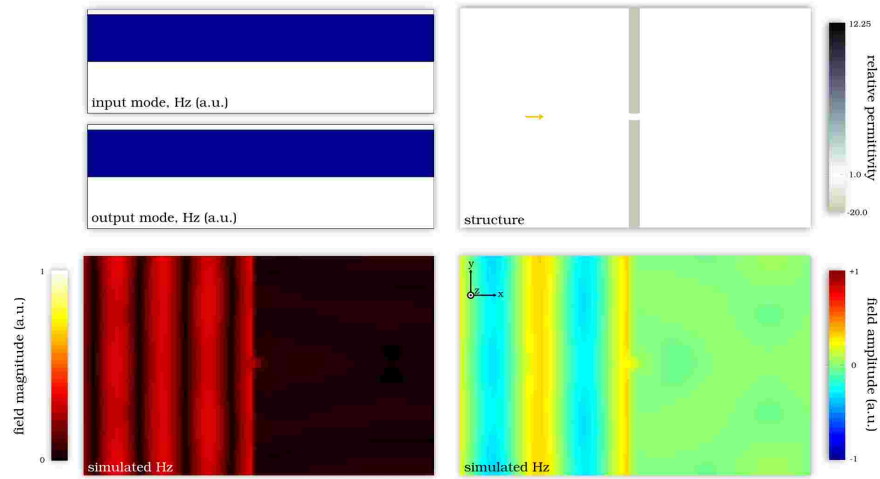 input mode, Hz (a.u.)
output mode, Hz (a.u.)
structure
12.25
1.0
-20.0
relative permittivity
field magnitude (a.u.)
1
0
simulated Hz
y
z
x
simulated Hz
+1
0
-1
field amplitude (a.u.)